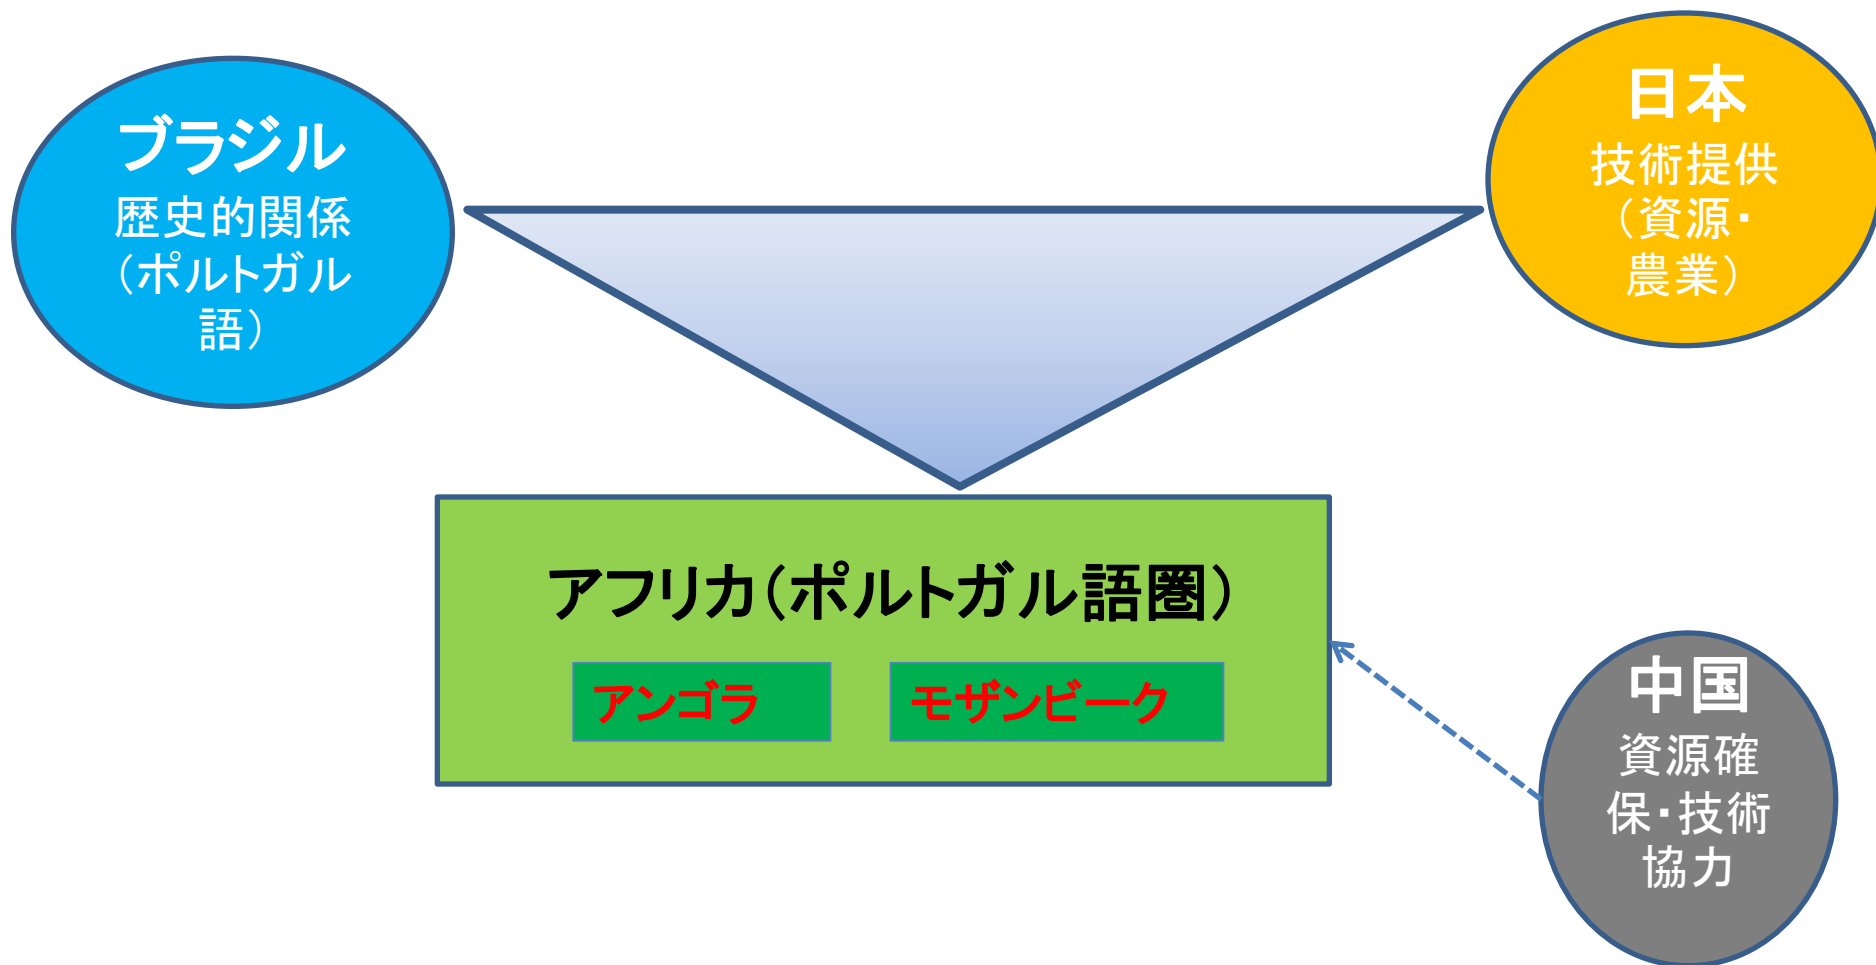 ブラジル
歴史的関係
（ポルトガル
語）
日本
技術提供
（資源・
農業）
アフリカ（ポルトガル語圏）
アンゴラ
モザンビーク
中国
資源確
保・技術
協力